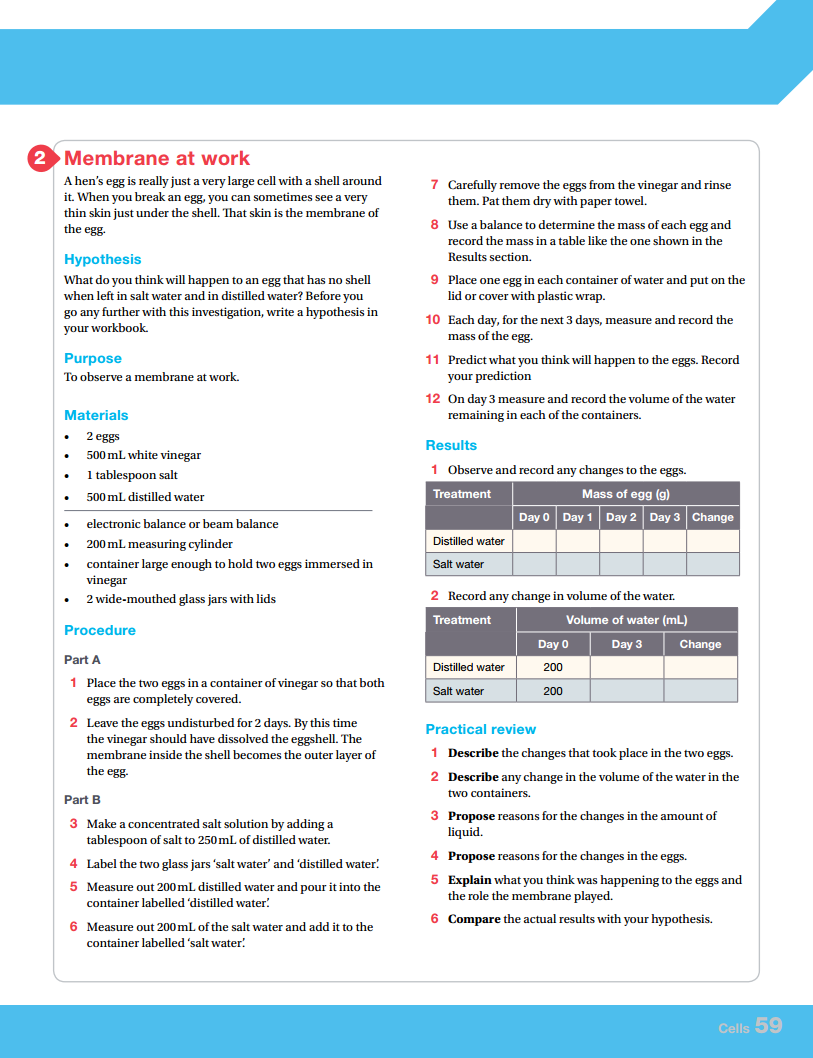 2
Membrane at work
A hen's egg is really just a very large cell with a shell around
it. When you break an egg, you can sometimes see a very
thin skin just under the shell. That skin is the membrane of
the egg.
Hypothesis
What do you think will happen to an egg that has no shell
when left in salt water and in distilled water? Before you
go any further with this investigation, write a hypothesis in
your workbook.
Purpose
To observe a membrane at work.
Materials
• 2 eggs
• 500 mL white vinegar
• 1 tablespoon salt
• 500 mL distilled water
• electronic balance or beam balance
• 200 mL measuring cylinder
• container large enough to hold two eggs immersed in
vinegar
• 2 wide-mouthed glass jars with lids
Procedure
Part A
1 Place the two eggs in a container of vinegar so that both
eggs are completely covered.
2 Leave the eggs undisturbed for 2 days. By this time
the vinegar should have dissolved the eggshell. The
membrane inside the shell becomes the outer layer of
the egg.
Part B
3 Make a concentrated salt solution by adding a
tablespoon of salt to 250 mL of distilled water.
4 Label the two glass jars 'salt water' and 'distilled water'.
5 Measure out 200 mL distilled water and pour it into the
container labelled 'distilled water'.
6 Measure out 200 mL of the salt water and add it to the
container labelled 'salt water'.
7 Carefully remove the eggs from the vinegar and rinse
them. Pat them dry with paper towel.
8 Use a balance to determine the mass of each egg and
record the mass in a table like the one shown in the
Results section.
9 Place one egg in each container of water and put on the
lid or cover with plastic wrap.
10 Each day, for the next 3 days, measure and record the
mass of the egg.
11 Predict what you think will happen to the eggs. Record
your prediction
12 On day 3 measure and record the volume of the water
remaining in each of the containers.
Results
1 Observe and record any changes to the eggs.
Treatment Mass of egg (g)
Day 0 Day 1 Day 2 Day 3 Change
Distilled water
Salt water
2 Record any change in volume of the water.
Treatment Volume of water (mL)
Day 0 Day 3 Change
Distilled water 200
Salt water 200
Practical review
1 Describe the changes that took place in the two eggs.
2 Describe any change in the volume of the water in the
two containers.
3 Propose reasons for the changes in the amount of
liquid.
4 Propose reasons for the changes in the eggs.
5 Explain what you think was happening to the eggs and
the role the membrane played.
6 Compare the actual results with your hypothesis.
Cells 59